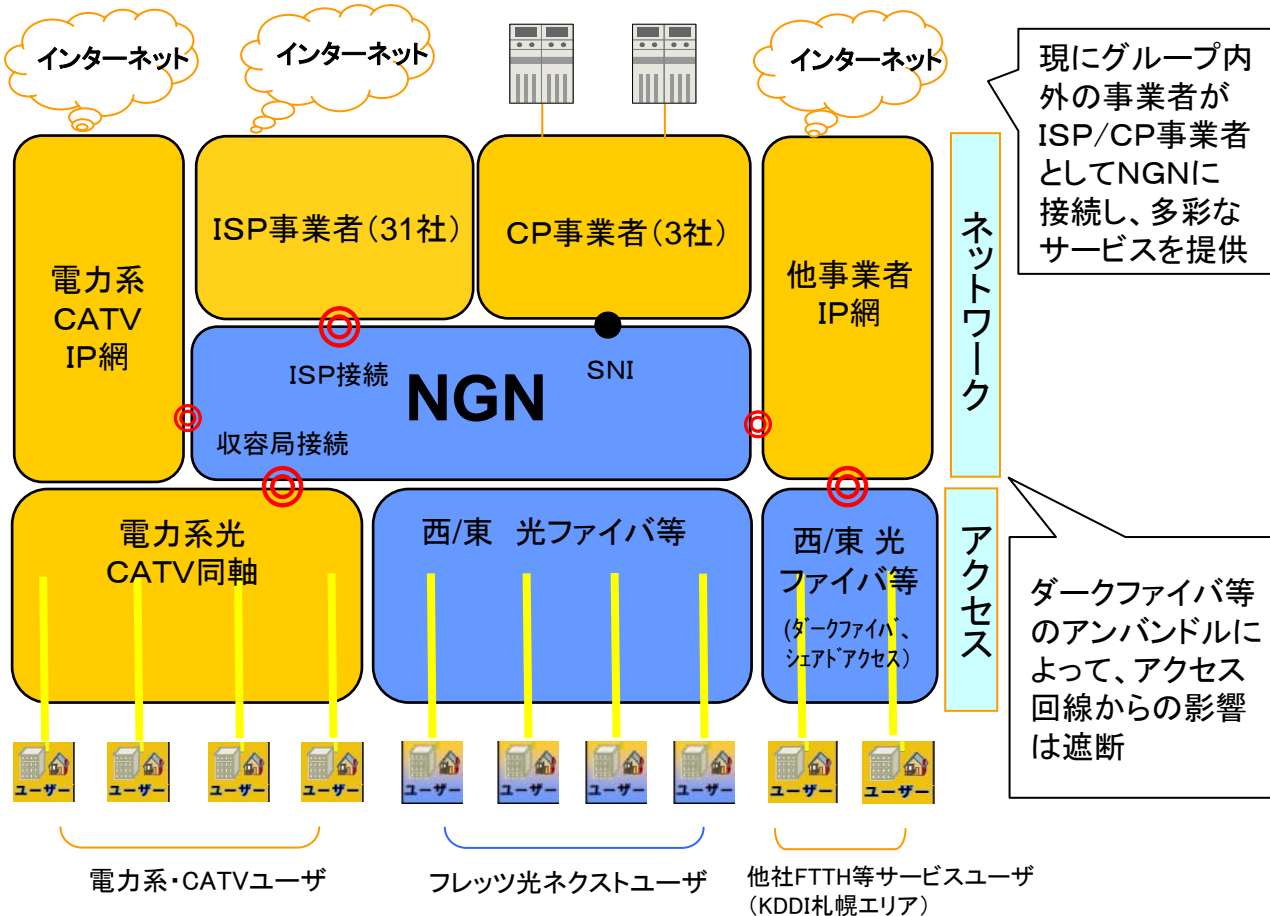 インターネット
インターネット
インターネット
現にグループ内
外の事業者が
ISP/CP事業者
としてNGNに
接続し、多彩な
サービスを提供
ISP事業者(31社)
CP事業者(3社)
電力系
CATV
IP網
他事業者
IP網
ネットワーク
ISP接続
SNI
NGN
収容局接続
電力系光
CATV同軸
西/東 光ファイバ等
西/東 光
ファイバ等
(ダークファイバ、
シェアドアクセス)
アクセス
ダークファイバ等
のアンバンドルに
よって、アクセス
回線からの影響
は遮断
ユーザー
ユーザー
ユーザー
ユーザー
ユーザー
ユーザー
ユーザー
ユーザー
ユーザー
ユーザー
電力系・CATVユーザ
フレッツ光ネクストユーザ
他社FTTH等サービスユーザ
(KDDI札幌エリア)